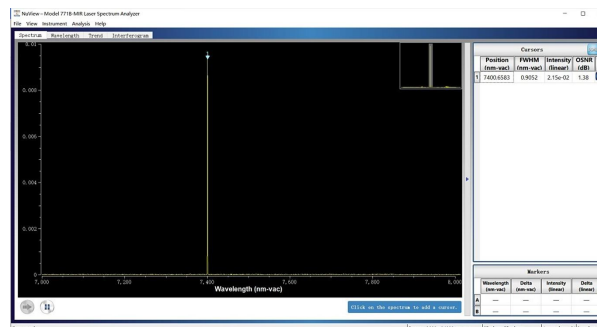 NuView - Model 771B-MIR Laser Spectrum Analyzer
File View Instrument Analysis Help
Spectrum Wavelength Trend Interferogram
0.01
0.008
0.006
0.004
0.002
0
7,000 7,200 7,400 7,600 7,800 8,000
Wavelength (nm-vac)
Click on the spectrum to add a cursor.
Cursors
Position FWHM Intensity OSNR
(nm-vac) (nm-vac) (linear) (dB)
1 7400.6583 0.9052 2.15e-02 1.38
Markers
Wavelength Delta Intensity Delta
(nm-vac) (nm-vac) (linear) (linear)
A — — — —
B — — — —